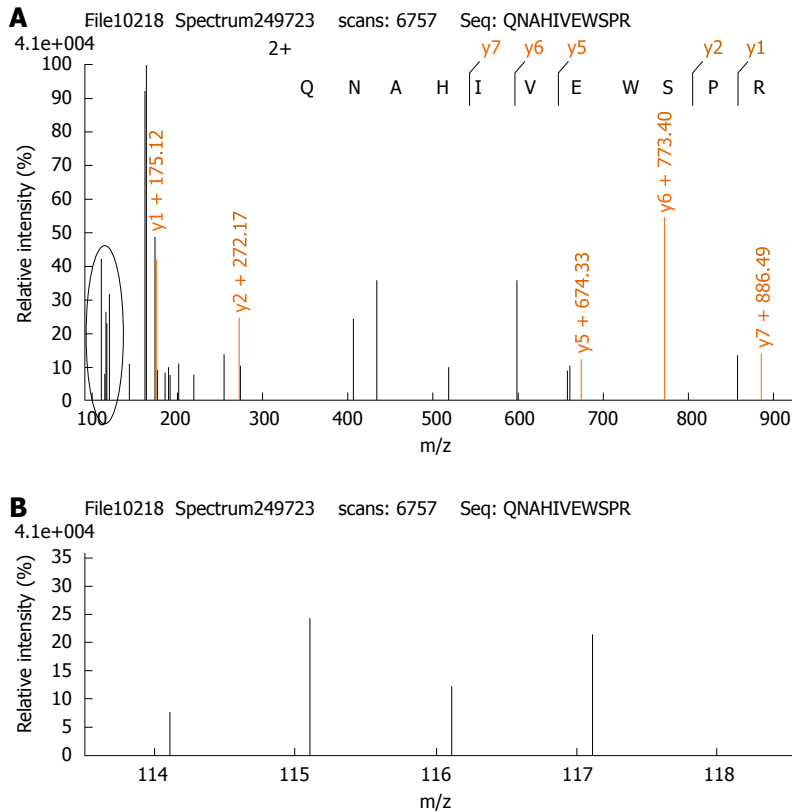 A
File10218 Spectrum249723 scans: 6757 Seq: QNAHIVEWSPR
4.1e+004
2+
y7 y6 y5 y2 y1
Q N A H I V E W S P R
Relative intensity (%)
100
90
80
70
60
50
40
30
20
10
0
y1 + 175.12
y2 + 272.17
y5 + 674.33
y6 + 773.40
y7 + 886.49
100 200 300 400 500 600 700 800 900
m/z
B
File10218 Spectrum249723 scans: 6757 Seq: QNAHIVEWSPR
4.1e+004
Relative intensity (%)
35
30
25
20
15
10
5
0
114 115 116 117 118
m/z